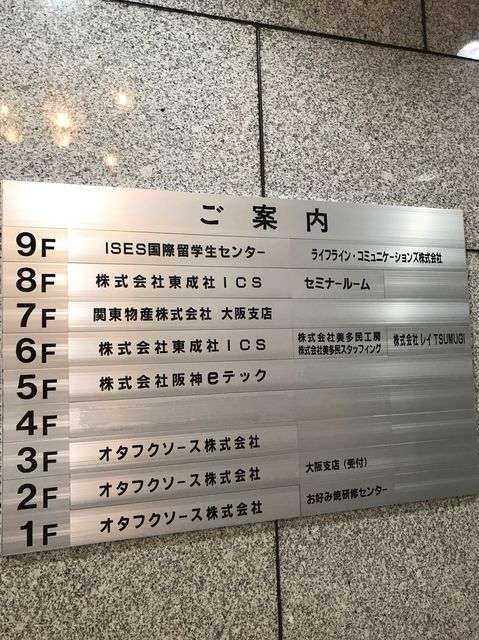 ご案内
9F ISES国際留学生センター ライフライン・コミュニケーションズ株式会社
8F 株式会社東成社ICS セミナールーム
7F 関東物産株式会社 大阪支店
6F 株式会社東成社ICS 株式会社美多民工房 株式会社レイTSUMUGI
株式会社美多民スタッフィング
5F 株式会社阪神eテック
4F
3F オタフクソース株式会社
大阪支店（受付）
2F オタフクソース株式会社
お好み焼研修センター
1F オタフクソース株式会社